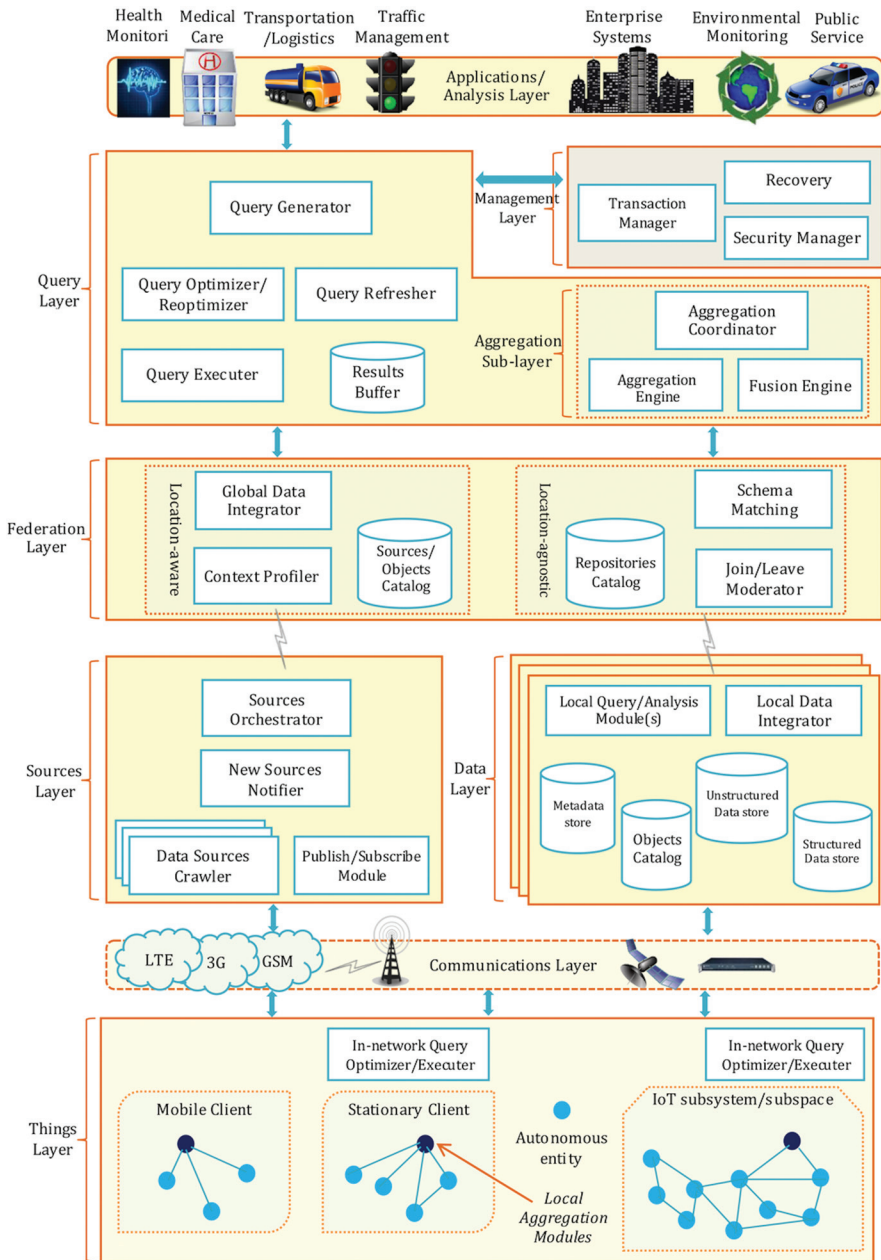 Health
Monitori
Medical
Care
Transportation
/Logistics
Traffic
Management
Enterprise
Systems
Environmental
Monitoring
Public
Service
H
Applications/
Analysis Layer
POLICE
Query
Layer
Query Generator
Query Optimizer/
Reoptimizer
Query Refresher
Query Executer
Results
Buffer
Management
Layer
Transaction
Manager
Recovery
Security Manager
Aggregation
Sub-layer
Aggregation
Coordinator
Aggregation
Engine
Fusion Engine
Federation
Layer
Location-aware
Global Data
Integrator
Context Profiler
Sources/
Objects
Catalog
Location-agnostic
Repositories
Catalog
Schema
Matching
Join/Leave
Moderator
Sources
Layer
Sources
Orchestrator
New Sources
Notifier
Data Sources
Crawler
Publish/Subscribe
Module
Data
Layer
Local Query/Analysis
Module(s)
Local Data
Integrator
Metadata
store
Objects
Catalog
Unstructured
Data store
Structured
Data store
LTE
3G
GSM
Communications Layer
Things
Layer
In-network Query
Optimizer/Executer
In-network Query
Optimizer/Executer
Mobile Client
Stationary Client
Autonomous
entity
Local
Aggregation
Modules
IoT subsystem/subspace